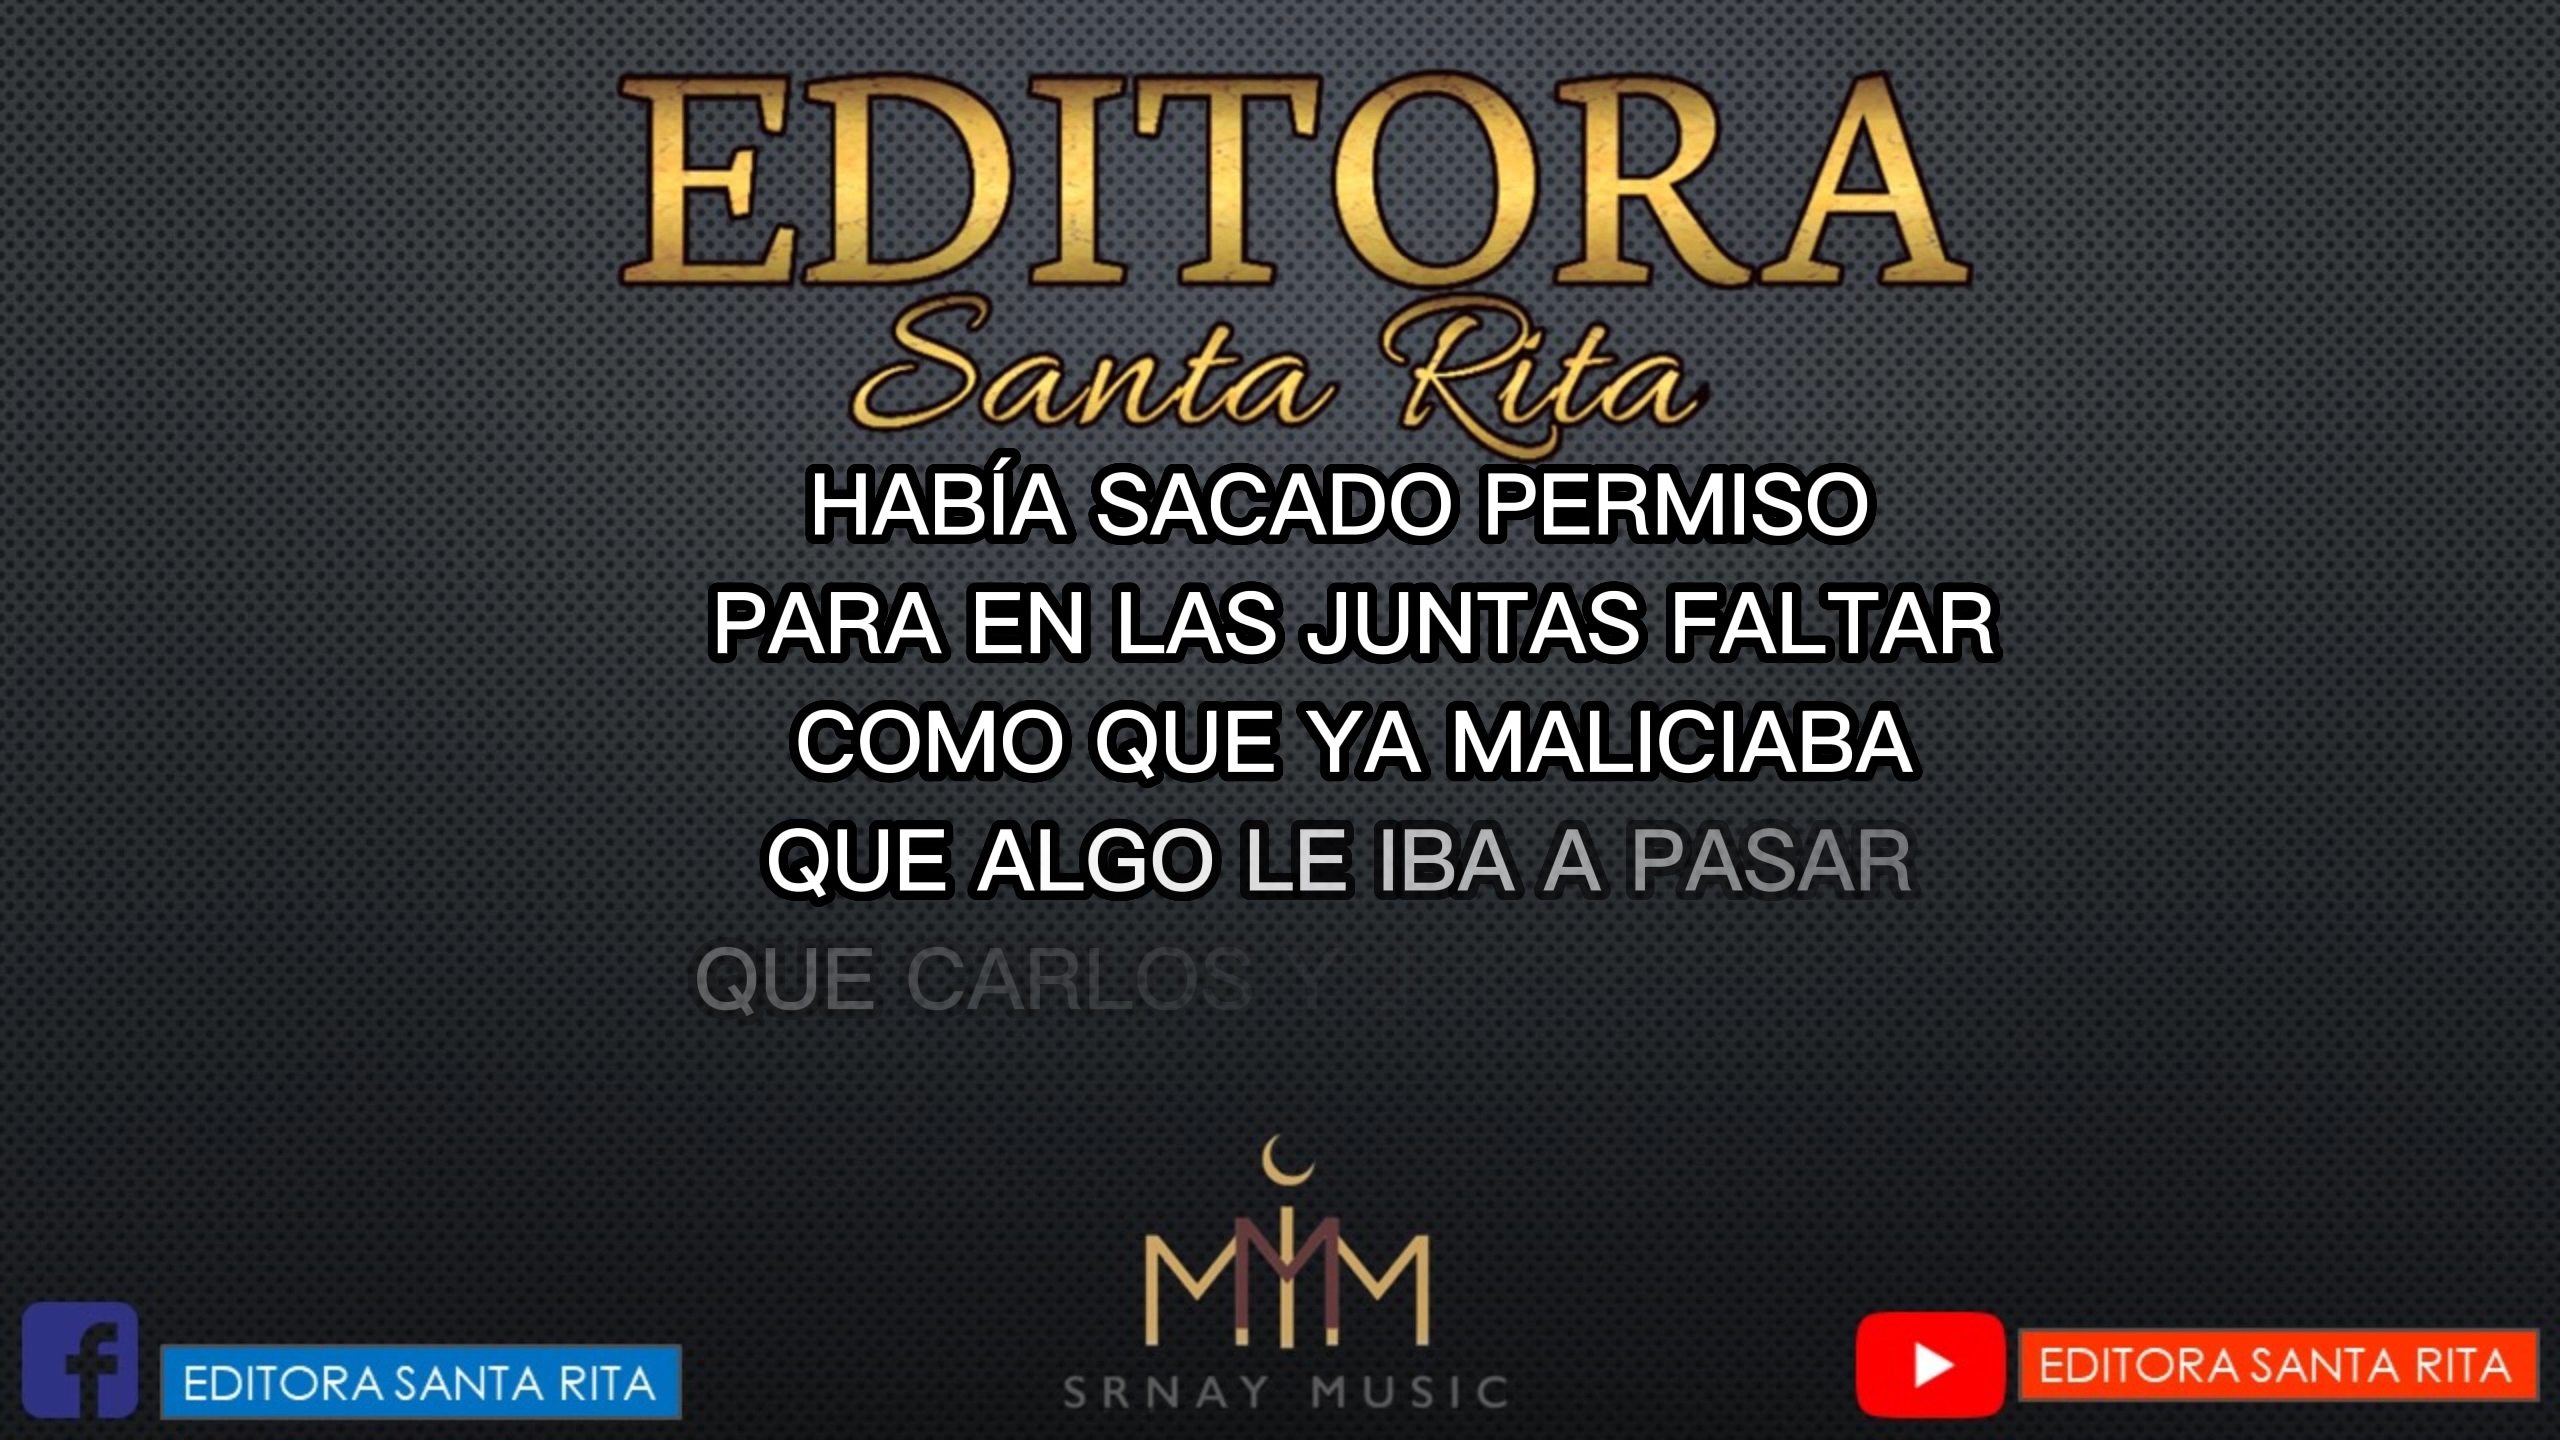 EDITORA
Santa Rita
HABÍA SACADO PERMISO
PARA EN LAS JUNTAS FALTAR
COMO QUE YA MALICIABA
QUE ALGO LE IBA A PASAR
QUE CARLOS Y
SRNAY MUSIC
EDITORA SANTA RITA
EDITORA SANTA RITA